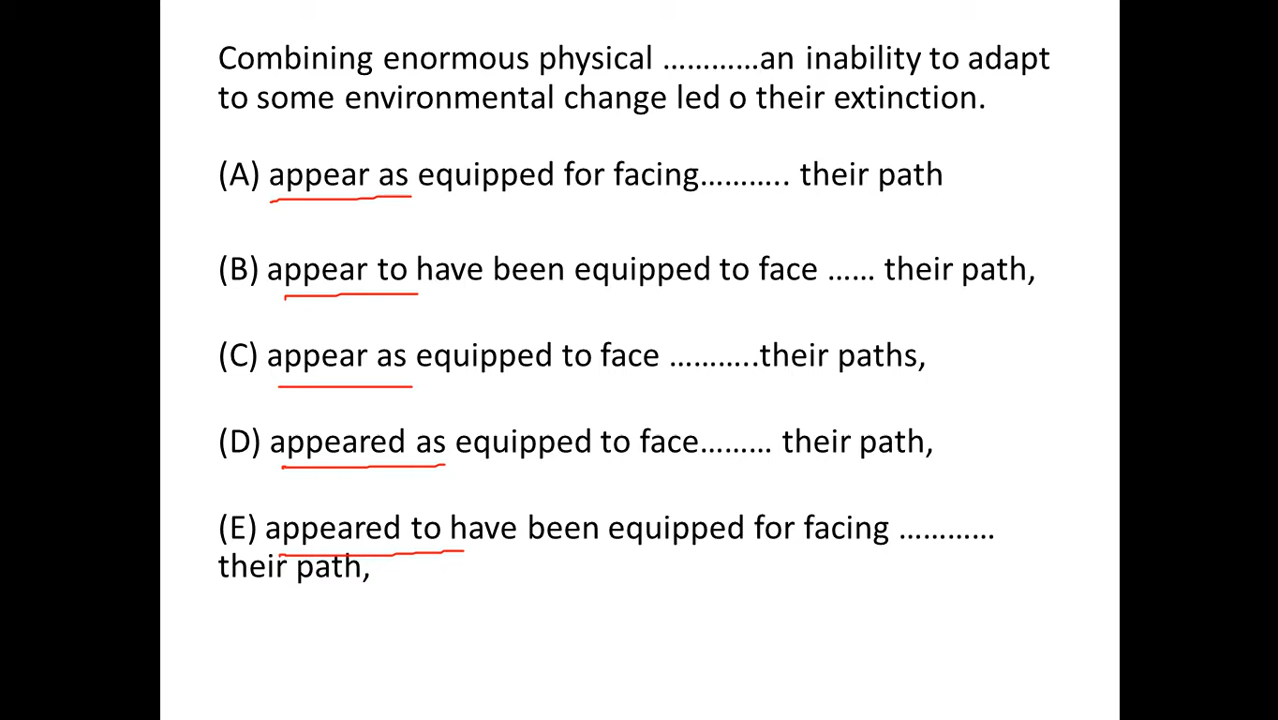 Combining enormous physical …………an inability to adapt
to some environmental change led o their extinction.
(A) appear as equipped for facing……….. their path
(B) appear to have been equipped to face …… their path,
(C) appear as equipped to face ………..their paths,
(D) appeared as equipped to face……… their path,
(E) appeared to have been equipped for facing …………
their path,